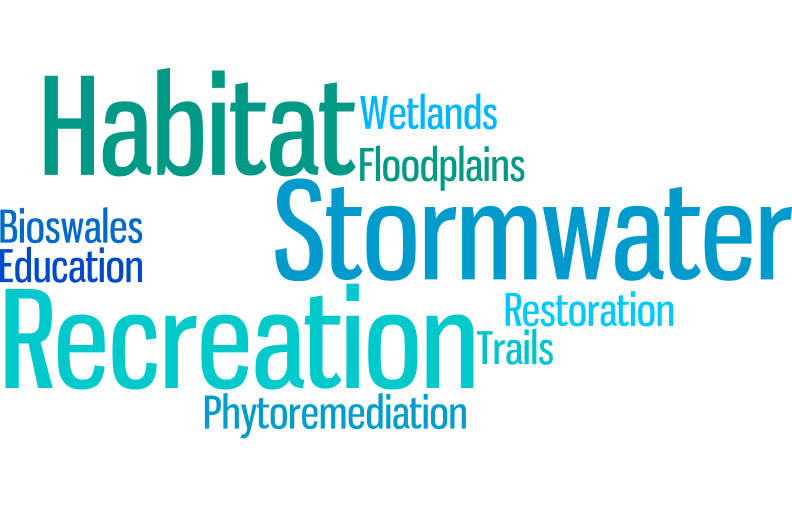 Habitat
Wetlands
Floodplains
Stormwater
Bioswales
Education
Recreation
Restoration
Trails
Phytoremediation